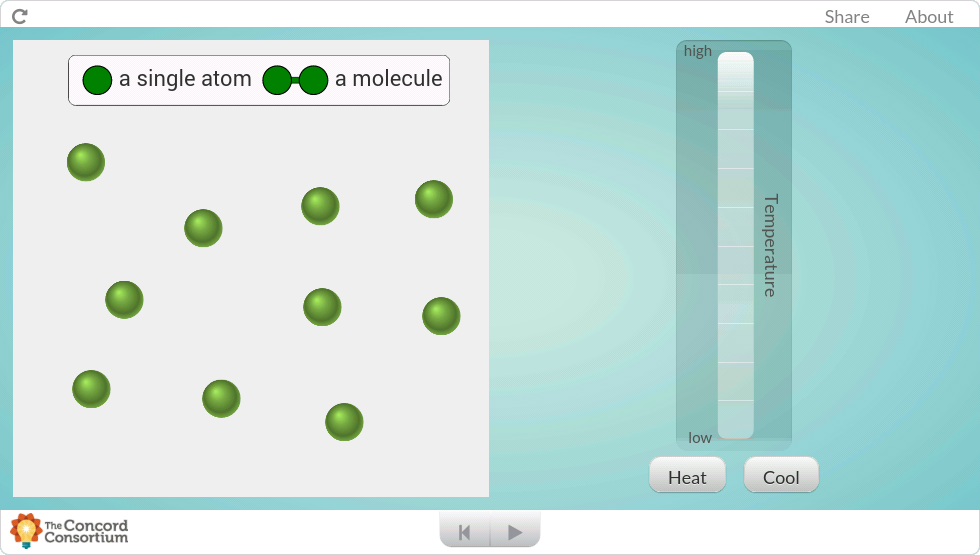 Share About
a single atom a molecule
high
Temperature
low
Heat Cool
The Concord
Consortium